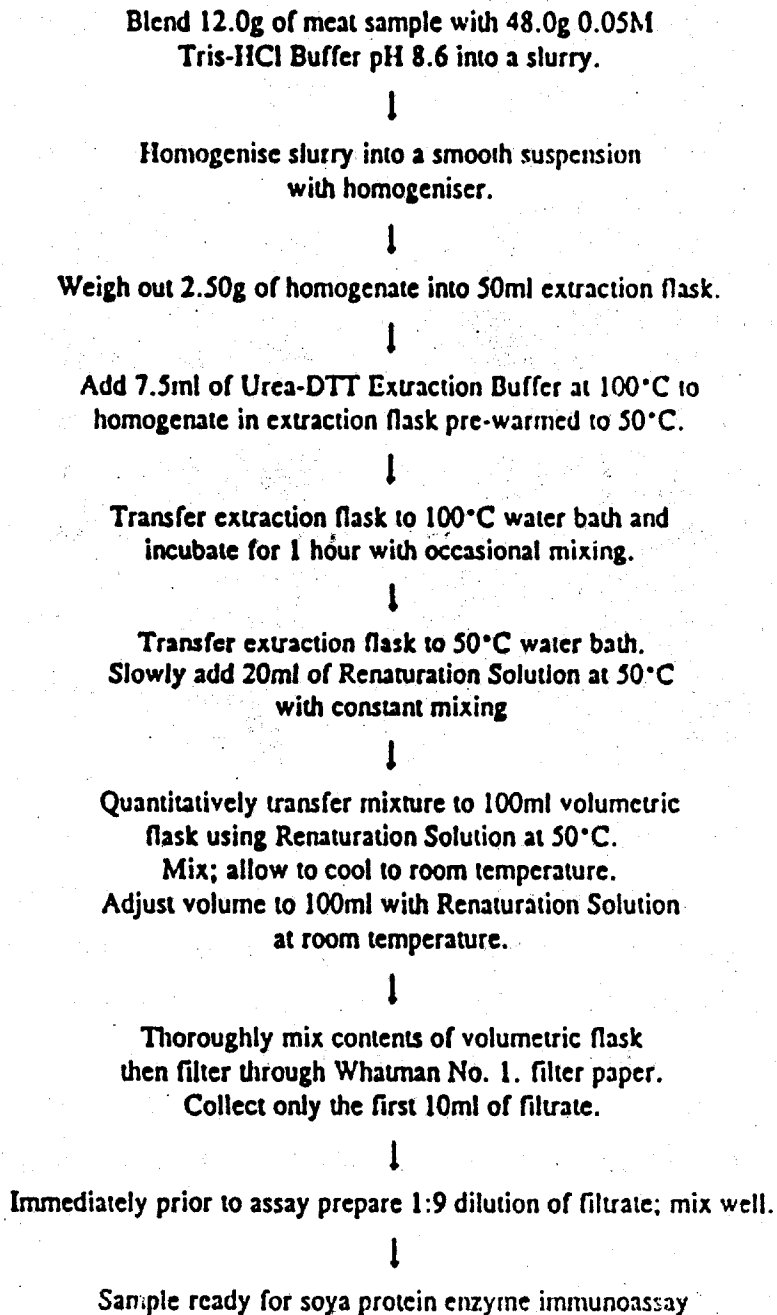 Blend 12.0g of meat sample with 48.0g 0.05M
Tris-HCl Buffer pH 8.6 into a slurry.
↓
Homogenise slurry into a smooth suspension
with homogeniser.
↓
Weigh out 2.50g of homogenate into 50ml extraction flask.
↓
Add 7.5ml of Urea-DTT Extraction Buffer at 100°C to
homogenate in extraction flask pre-warmed to 50°C.
↓
Transfer extraction flask to 100°C water bath and
incubate for 1 hour with occasional mixing.
↓
Transfer extraction flask to 50°C water bath.
Slowly add 20ml of Renaturation Solution at 50°C
with constant mixing
↓
Quantitatively transfer mixture to 100ml volumetric
flask using Renaturation Solution at 50°C.
Mix; allow to cool to room temperature.
Adjust volume to 100ml with Renaturation Solution
at room temperature.
↓
Thoroughly mix contents of volumetric flask
then filter through Whatman No. 1. filter paper.
Collect only the first 10ml of filtrate.
↓
Immediately prior to assay prepare 1:9 dilution of filtrate; mix well.
↓
Sample ready for soya protein enzyme immunoassay